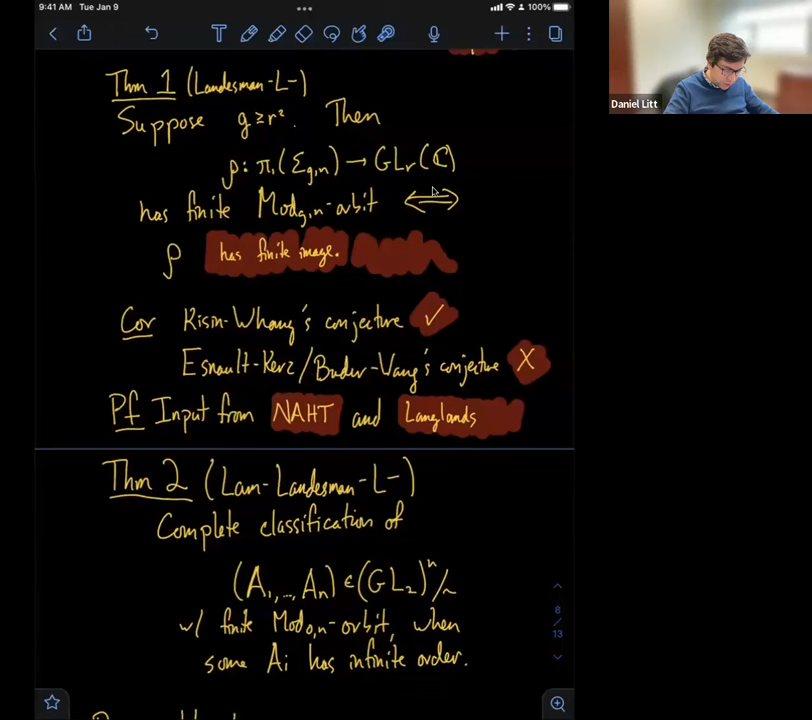 9:41 AM Tue Jan 9
100%
Daniel Litt
Thm 1 (Landesman-L-)
Suppose g ≥ r². Then
ρ: π₁(Σg,n) → GLr(ℂ)
has finite Modg,n-orbit ⟺
ρ has finite image.
Cor Kisin-Whang's conjecture ✓
Esnault-Kerz/Budur-Wang's conjecture X
Pf Input from NAHT and Langlands
Thm 2 (Lam-Landesman-L-)
Complete classification of
(A₁,..., An) ∈ (GL₂)ⁿ/~
w/ finite Mod0,n-orbit, when
some Ai has infinite order.
8
/
13